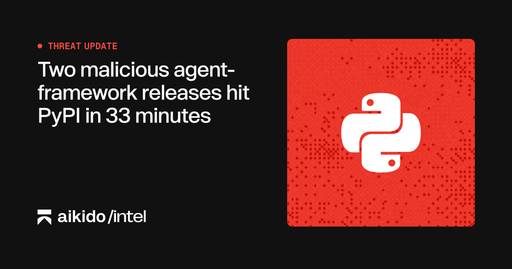 THREAT UPDATE
Two malicious agent-
framework releases hit
PyPI in 33 minutes
aikido/intel